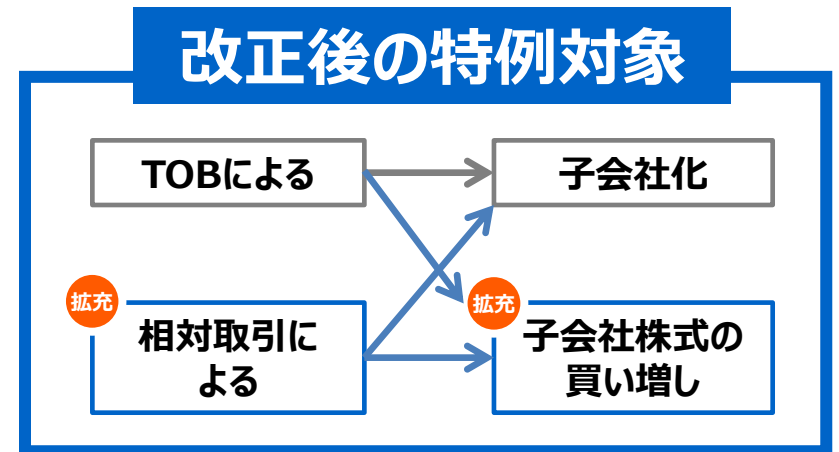 改正後の特例対象
TOBによる
子会社化
拡充
相対取引に
よる
拡充
子会社株式の
買い増し